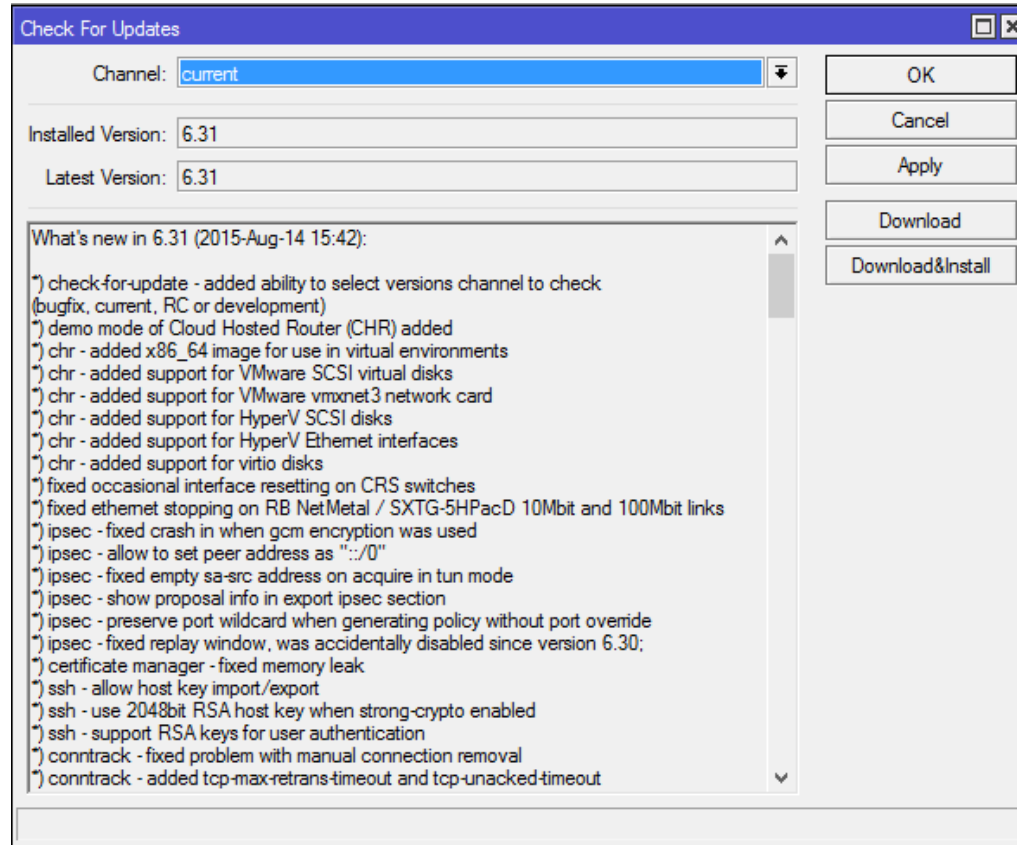 Check For Updates
Channel: current
OK
Installed Version: 6.31
Cancel
Latest Version: 6.31
Apply
Download
Download&Install
What's new in 6.31 (2015-Aug-14 15:42):
*) check-for-update - added ability to select versions channel to check
(bugfix, current, RC or development)
*) demo mode of Cloud Hosted Router (CHR) added
*) chr - added x86_64 image for use in virtual environments
*) chr - added support for VMware SCSI virtual disks
*) chr - added support for VMware vmxnet3 network card
*) chr - added support for HyperV SCSI disks
*) chr - added support for HyperV Ethernet interfaces
*) chr - added support for virtio disks
*) fixed occasional interface resetting on CRS switches
*) fixed ethernet stopping on RB NetMetal / SXTG-5HPacD 10Mbit and 100Mbit links
*) ipsec - fixed crash in when gcm encryption was used
*) ipsec - allow to set peer address as "::/0"
*) ipsec - fixed empty sa-src address on acquire in tun mode
*) ipsec - show proposal info in export ipsec section
*) ipsec - preserve port wildcard when generating policy without port override
*) ipsec - fixed replay window, was accidentally disabled since version 6.30;
*) certificate manager - fixed memory leak
*) ssh - allow host key import/export
*) ssh - use 2048bit RSA host key when strong-crypto enabled
*) ssh - support RSA keys for user authentication
*) conntrack - fixed problem with manual connection removal
*) conntrack - added tcp-max-retrans-timeout and tcp-unacked-timeout